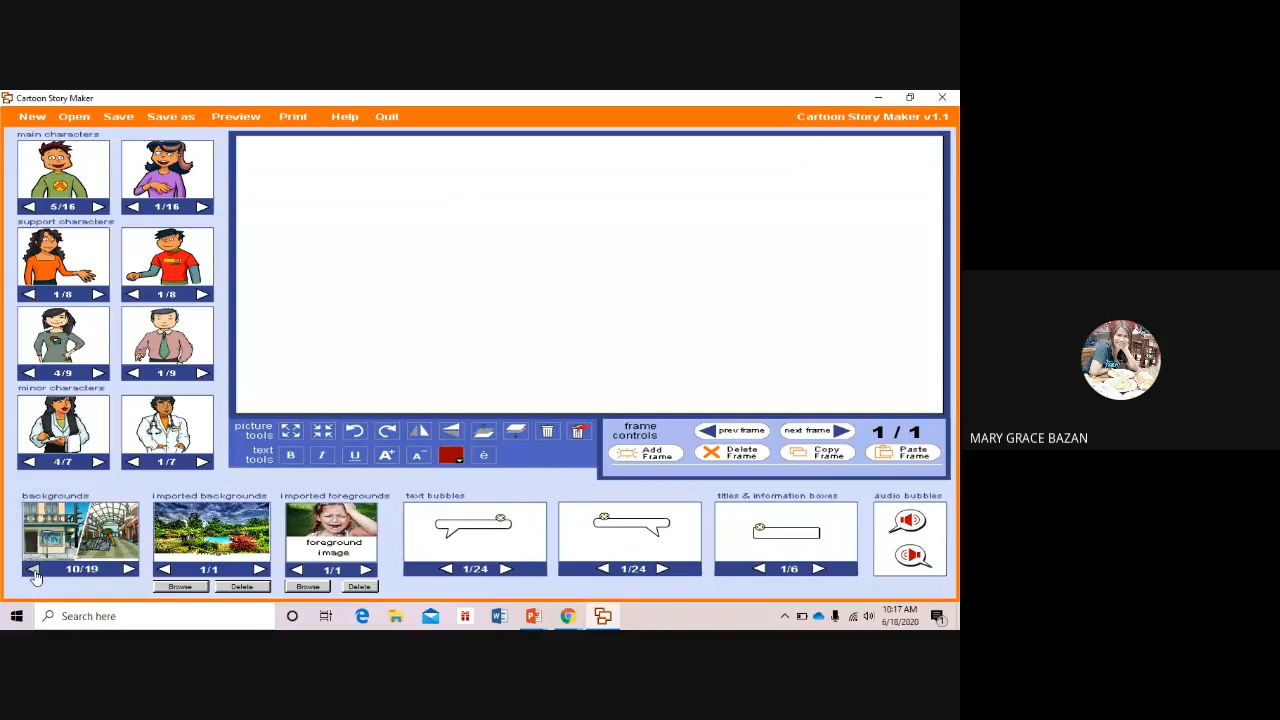 Cartoon Story Maker
New Open Save Save as Preview Print Help Quit Cartoon Story Maker v1.1
main characters
5/16 1/16
support characters
1/8 1/8
4/9 1/9
minor characters
4/7 1/7
picture tools
text tools
B I U A+ A- è
frame controls
prev frame next frame 1 / 1
Add Frame Delete Frame Copy Frame Paste Frame
backgrounds imported backgrounds imported foregrounds text bubbles titles & information boxes audio bubbles
foreground image
10/19 1/1 1/1 1/24 1/24 1/6
Browse Delete Browse Delete
Search here
10:17 AM
6/18/2020
MARY GRACE BAZAN